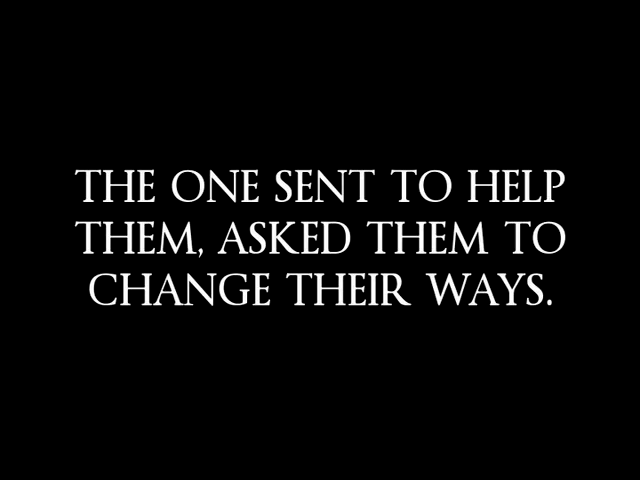 THE ONE SENT TO HELP
THEM, ASKED THEM TO
CHANGE THEIR WAYS.